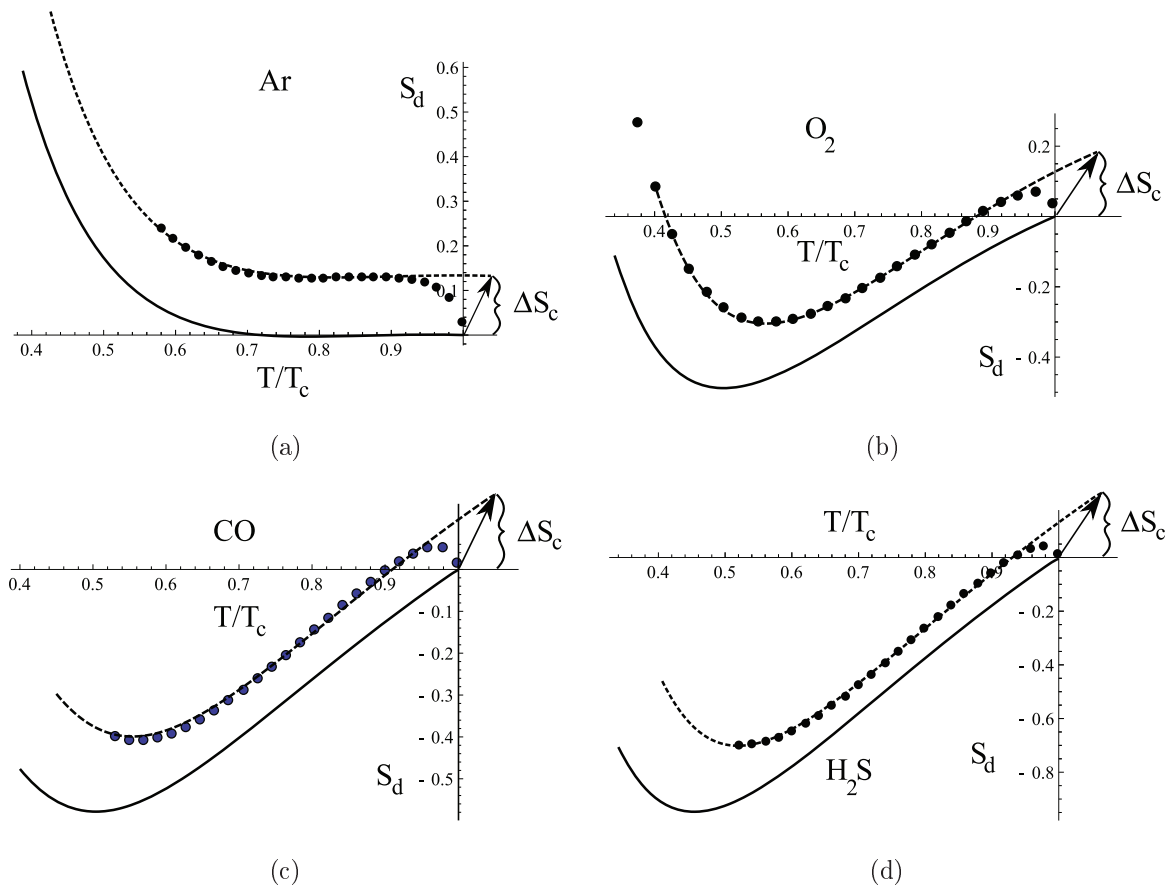 Ar
S_d
0.6
0.5
0.4
0.3
0.2
0.1
ΔS_c
0.4 0.5 0.6 0.7 0.8 0.9
T/T_c
(a)
O_2
0.2
ΔS_c
0.4 0.5 0.6 0.7 0.8 0.9
T/T_c
- 0.2
S_d
- 0.4
(b)
CO
ΔS_c
0.4 0.5 0.6 0.7 0.8 0.9
T/T_c
- 0.1
- 0.2
- 0.3
- 0.4
S_d
- 0.5
(c)
T/T_c
ΔS_c
0.4 0.5 0.6 0.7 0.8 0.9
- 0.2
- 0.4
- 0.6
H_2S
S_d
- 0.8
(d)